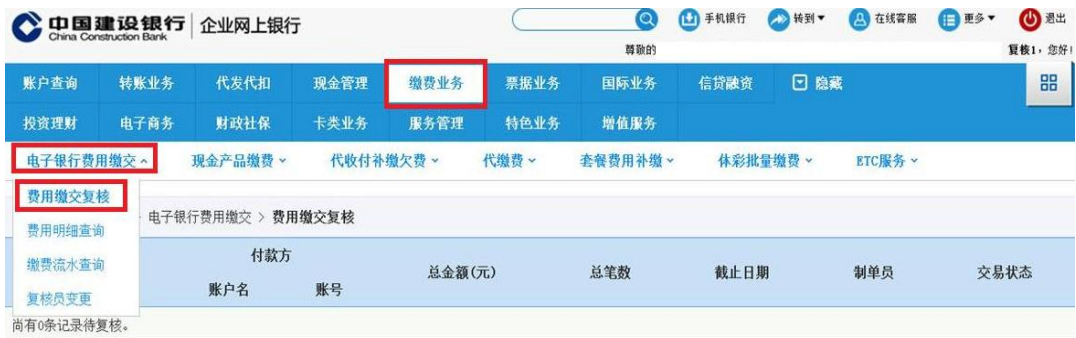 中国建设银行 企业网上银行 手机银行 转到▼ 在线客服 更多▼ 退出
China Construction Bank
尊敬的 复核1，您好！
账户查询 转账业务 代发代扣 现金管理 缴费业务 票据业务 国际业务 信贷融资 隐藏
投资理财 电子商务 财政社保 卡类业务 服务管理 特色业务 增值服务
电子银行费用缴交 现金产品缴费 代收付补缴欠费 代缴费 套餐费用补缴 体彩批量缴费 ETC服务
费用缴交复核
电子银行费用缴交 > 费用缴交复核
费用明细查询
缴费流水查询
复核员变更
付款方 总金额(元) 总笔数 截止日期 制单员 交易状态
账户名 账号
尚有0条记录待复核。